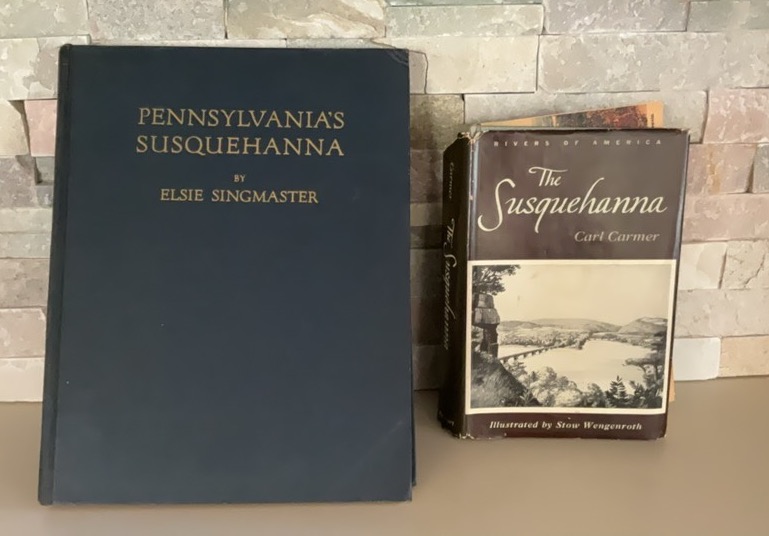 PENNSYLVANIA'S
SUSQUEHANNA
BY
ELSIE SINGMASTER
RIVERS OF AMERICA
The
Susquehanna
Carl Carmer
Illustrated by Stow Wengenroth
Carmer
The Susquehanna